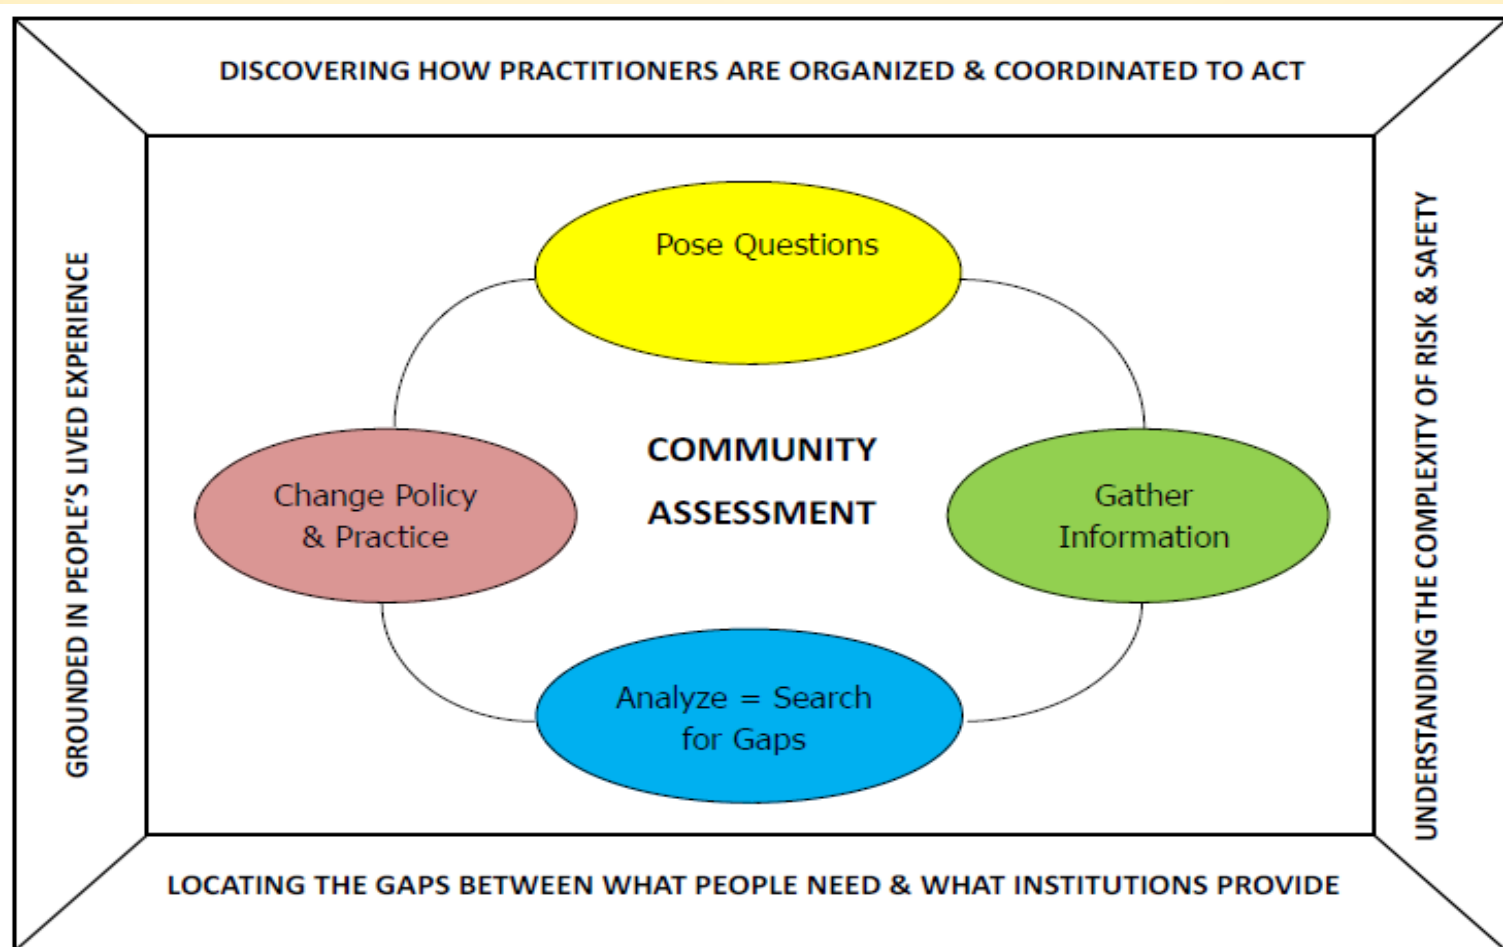 DISCOVERING HOW PRACTITIONERS ARE ORGANIZED & COORDINATED TO ACT
GROUNDED IN PEOPLE'S LIVED EXPERIENCE
Pose Questions
COMMUNITY
ASSESSMENT
Change Policy
& Practice
Gather
Information
Analyze = Search
for Gaps
UNDERSTANDING THE COMPLEXITY OF RISK & SAFETY
LOCATING THE GAPS BETWEEN WHAT PEOPLE NEED & WHAT INSTITUTIONS PROVIDE